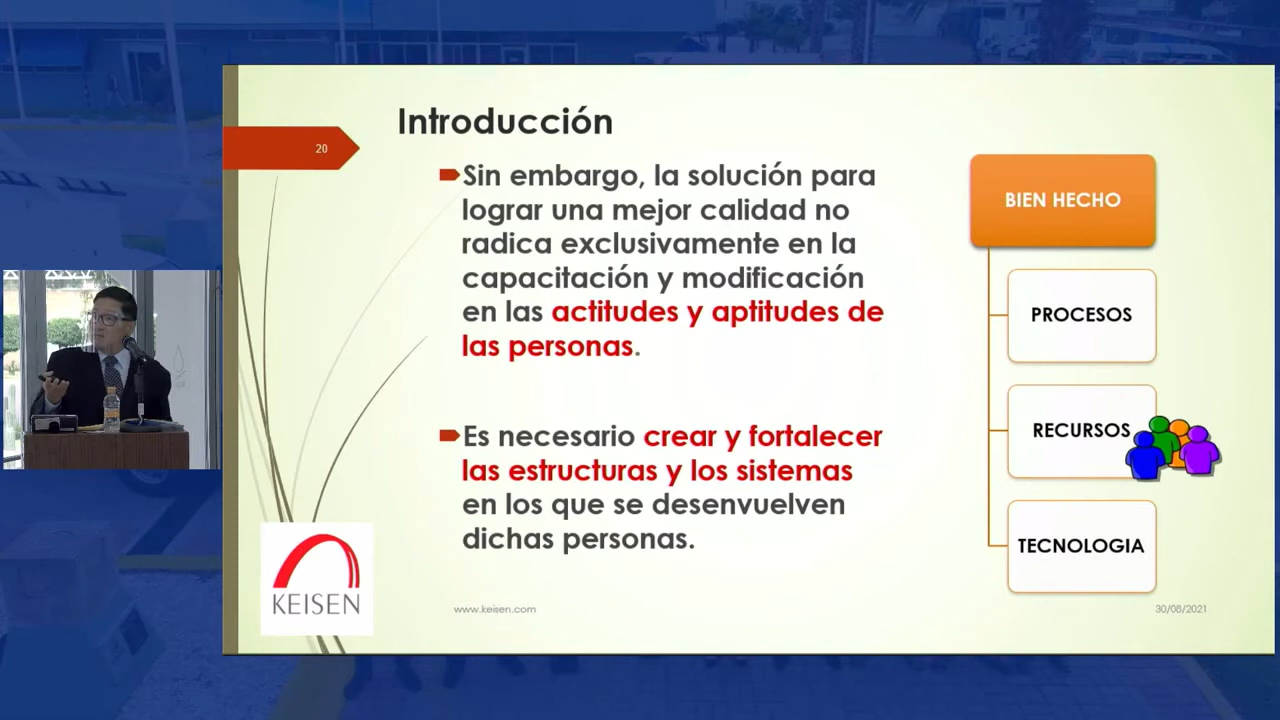 Introducción
20
Sin embargo, la solución para
lograr una mejor calidad no
radica exclusivamente en la
capacitación y modificación
en las actitudes y aptitudes de
las personas.
Es necesario crear y fortalecer
las estructuras y los sistemas
en los que se desenvuelven
dichas personas.
BIEN HECHO
PROCESOS
RECURSOS
TECNOLOGIA
KEISEN
www.keisen.com
30/08/2021